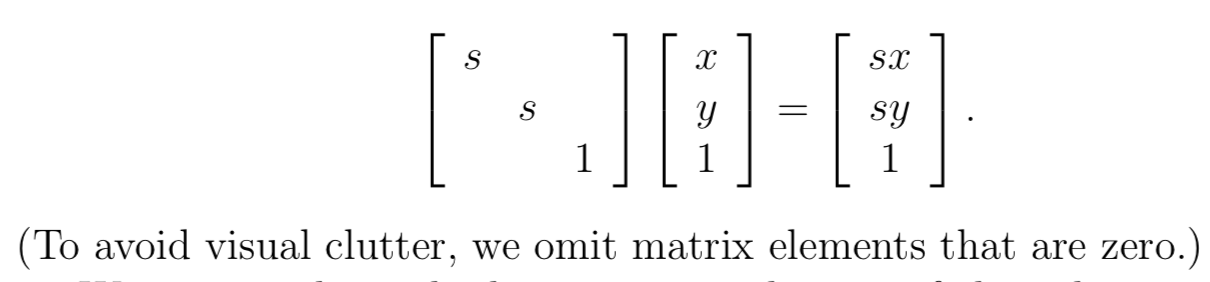 [ s
s
1 ] [ x
y
1 ] = [ sx
sy
1 ] .
(To avoid visual clutter, we omit matrix elements that are zero.)